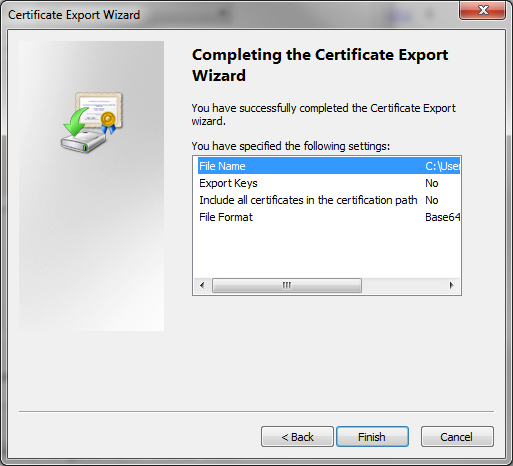 Certificate Export Wizard
Completing the Certificate Export
Wizard
You have successfully completed the Certificate Export
wizard.
You have specified the following settings:
File Name C:\User
Export Keys No
Include all certificates in the certification path No
File Format Base64
< Back Finish Cancel